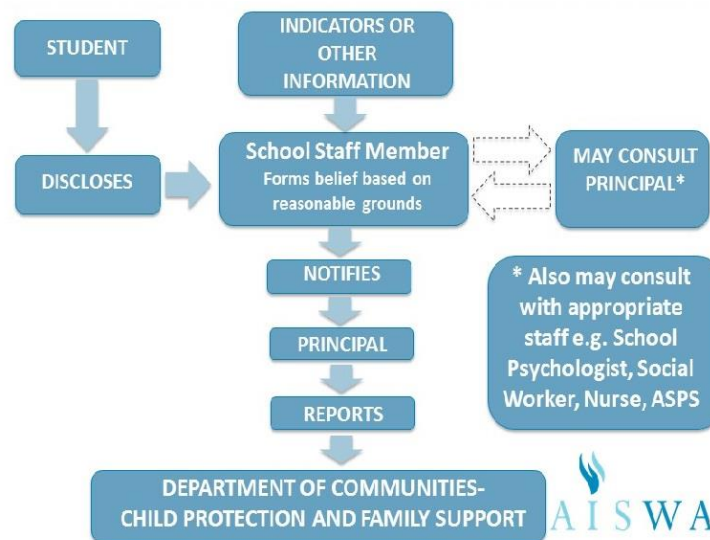 STUDENT
INDICATORS OR
OTHER
INFORMATION
DISCLOSES
School Staff Member
Forms belief based on
reasonable grounds
MAY CONSULT
PRINCIPAL*
NOTIFIES
PRINCIPAL
REPORTS
DEPARTMENT OF COMMUNITIES-
CHILD PROTECTION AND FAMILY SUPPORT
* Also may consult
with appropriate
staff e.g. School
Psychologist, Social
Worker, Nurse, ASPS
AISWA